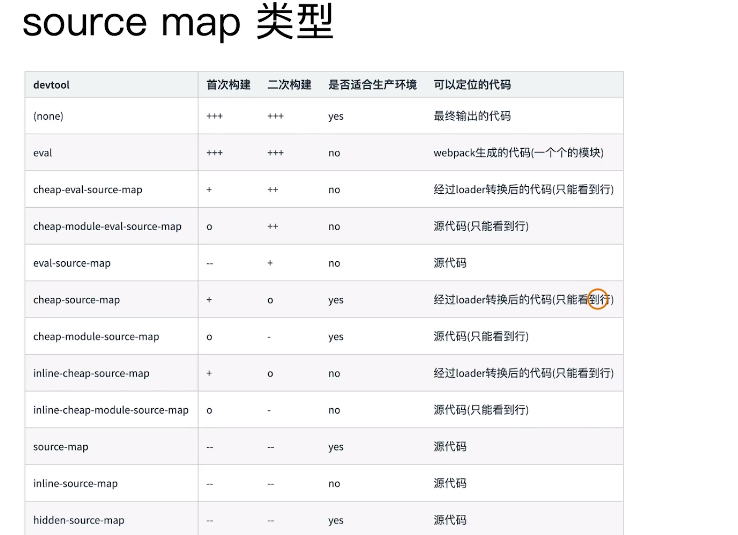 source map 类型
devtool 首次构建 二次构建 是否适合生产环境 可以定位的代码
(none) +++ +++ yes 最终输出的代码
eval +++ +++ no webpack生成的代码(一个个的模块)
cheap-eval-source-map + ++ no 经过loader转换后的代码(只能看到行)
cheap-module-eval-source-map o ++ no 源代码(只能看到行)
eval-source-map -- + no 源代码
cheap-source-map + o yes 经过loader转换后的代码(只能看到行)
cheap-module-source-map o - yes 源代码(只能看到行)
inline-cheap-source-map + o no 经过loader转换后的代码(只能看到行)
inline-cheap-module-source-map o - no 源代码(只能看到行)
source-map -- -- yes 源代码
inline-source-map -- -- no 源代码
hidden-source-map -- -- yes 源代码